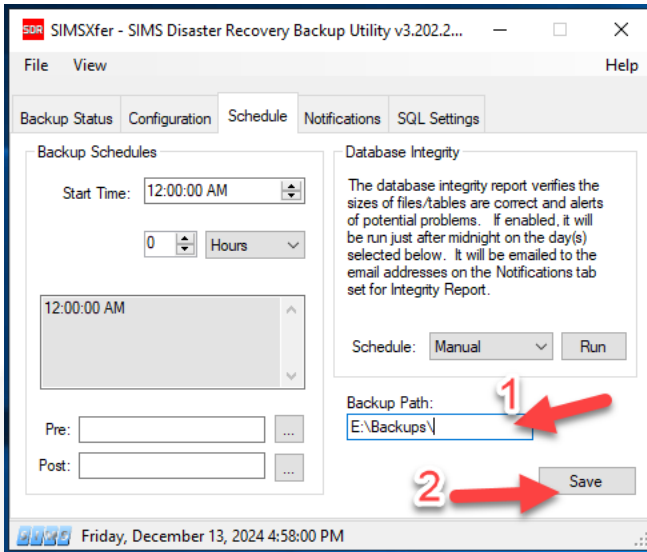 SDR SIMSXfer - SIMS Disaster Recovery Backup Utility v3.202.2...
File View Help
Backup Status Configuration Schedule Notifications SQL Settings
Backup Schedules
Start Time: 12:00:00 AM
0 Hours
12:00:00 AM
Pre: ...
Post: ...
Database Integrity
The database integrity report verifies the
sizes of files/tables are correct and alerts
of potential problems. If enabled, it will
be run just after midnight on the day(s)
selected below. It will be emailed to the
email addresses on the Notifications tab
set for Integrity Report.
Schedule: Manual Run
1
Backup Path:
E:\Backups\
2
Save
Friday, December 13, 2024 4:58:00 PM